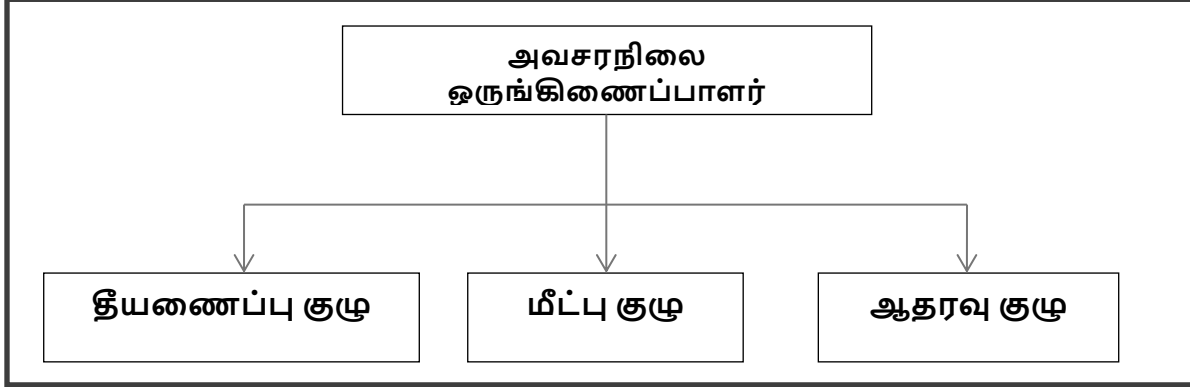 அவசரநிலை
ஒருங்கிணைப்பாளர்
தீயணைப்பு குழு
மீட்பு குழு
ஆதரவு குழு